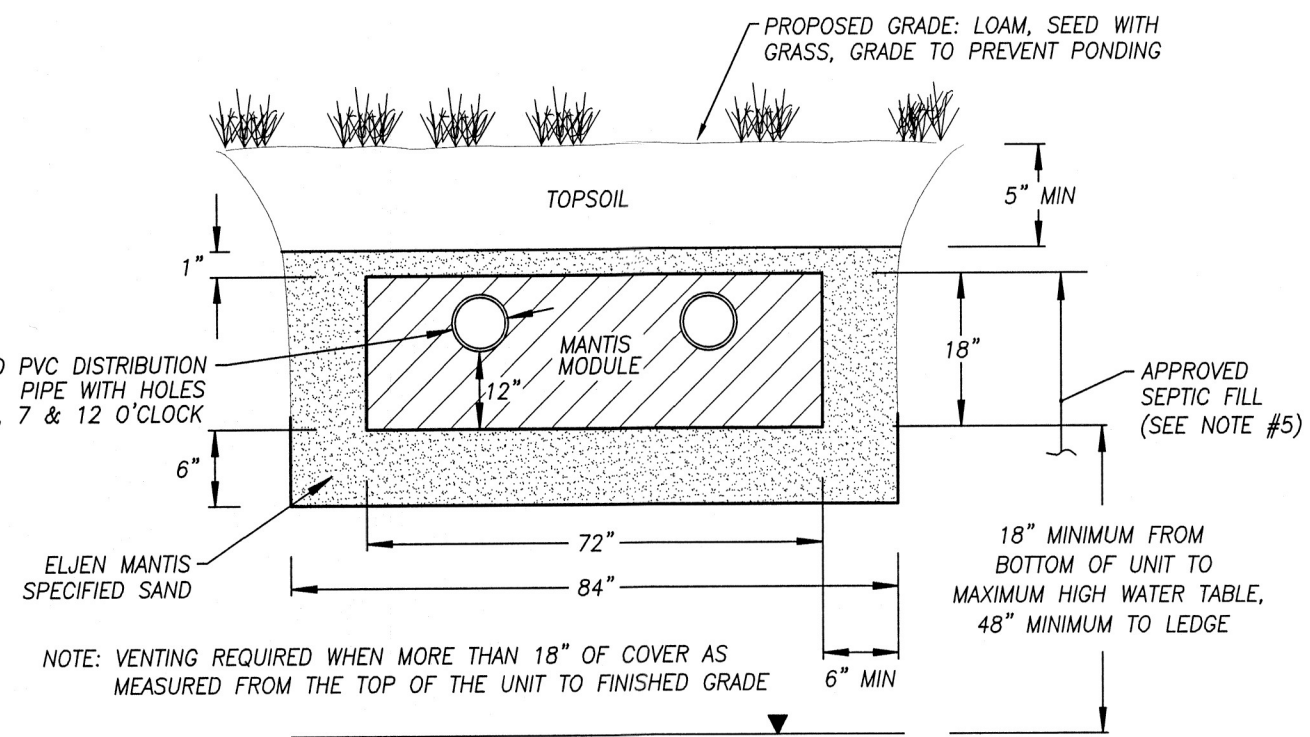 PROPOSED GRADE: LOAM, SEED WITH
GRASS, GRADE TO PREVENT PONDING
TOPSOIL
5" MIN
1"
PVC DISTRIBUTION
PIPE WITH HOLES
7 & 12 O'CLOCK
12"
MANTIS
MODULE
18"
APPROVED
SEPTIC FILL
(SEE NOTE #5)
6"
ELJEN MANTIS
SPECIFIED SAND
72"
84"
18" MINIMUM FROM
BOTTOM OF UNIT TO
MAXIMUM HIGH WATER TABLE,
48" MINIMUM TO LEDGE
6" MIN
NOTE: VENTING REQUIRED WHEN MORE THAN 18" OF COVER AS
MEASURED FROM THE TOP OF THE UNIT TO FINISHED GRADE